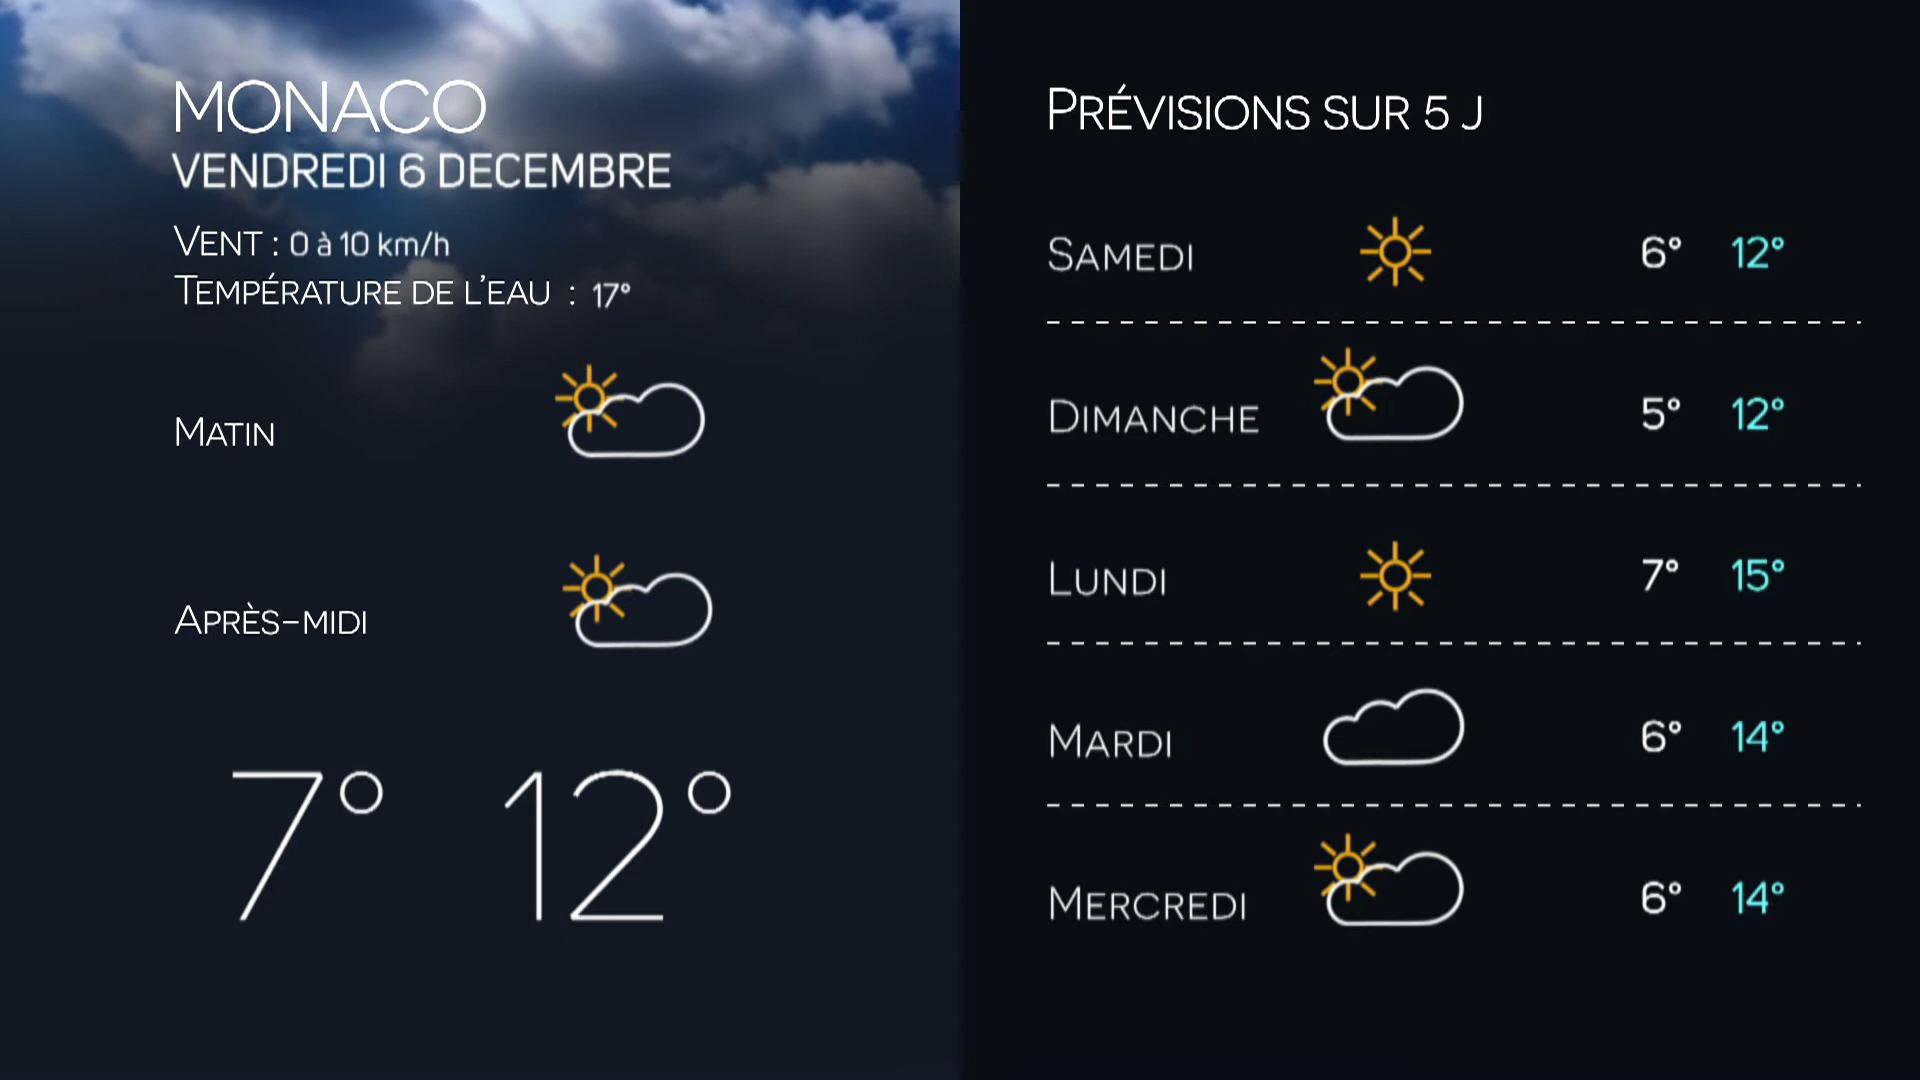 MONACO
VENDREDI 6 DECEMBRE
VENT : 0 à 10 km/h
TEMPÉRATURE DE L'EAU : 17°
MATIN
APRÈS-MIDI
7° 12°
PRÉVISIONS SUR 5 J
SAMEDI 6° 12°
DIMANCHE 5° 12°
LUNDI 7° 15°
MARDI 6° 14°
MERCREDI 6° 14°